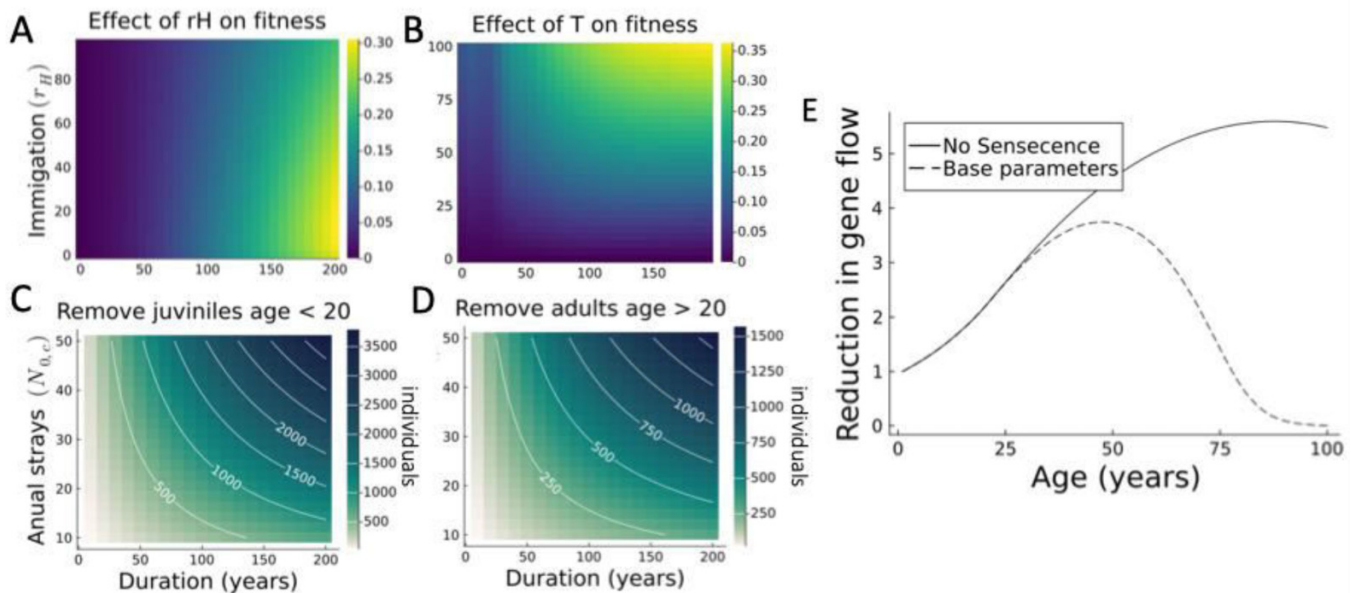 A
Effect of rH on fitness
Immigation (r_H)
80
60
40
20
0
0 50 100 150 200
0.30
0.25
0.20
0.15
0.10
0.05
0
B
Effect of T on fitness
100
75
50
25
0
0 50 100 150
0.35
0.30
0.25
0.20
0.15
0.10
0.05
0
C
Remove juviniles age < 20
Anual strays (N_{0,c})
50
40
30
20
10
500
1000
1500
2000
0 50 100 150 200
Duration (years)
3500
3000
2500
2000
1500
1000
500
individuals
D
Remove adults age > 20
50
40
30
20
10
250
500
750
1000
0 50 100 150 200
Duration (years)
1500
1250
1000
750
500
250
individuals
E
No Sensecence
Base parameters
Reduction in gene flow
5
4
3
2
1
0
0 25 50 75 100
Age (years)